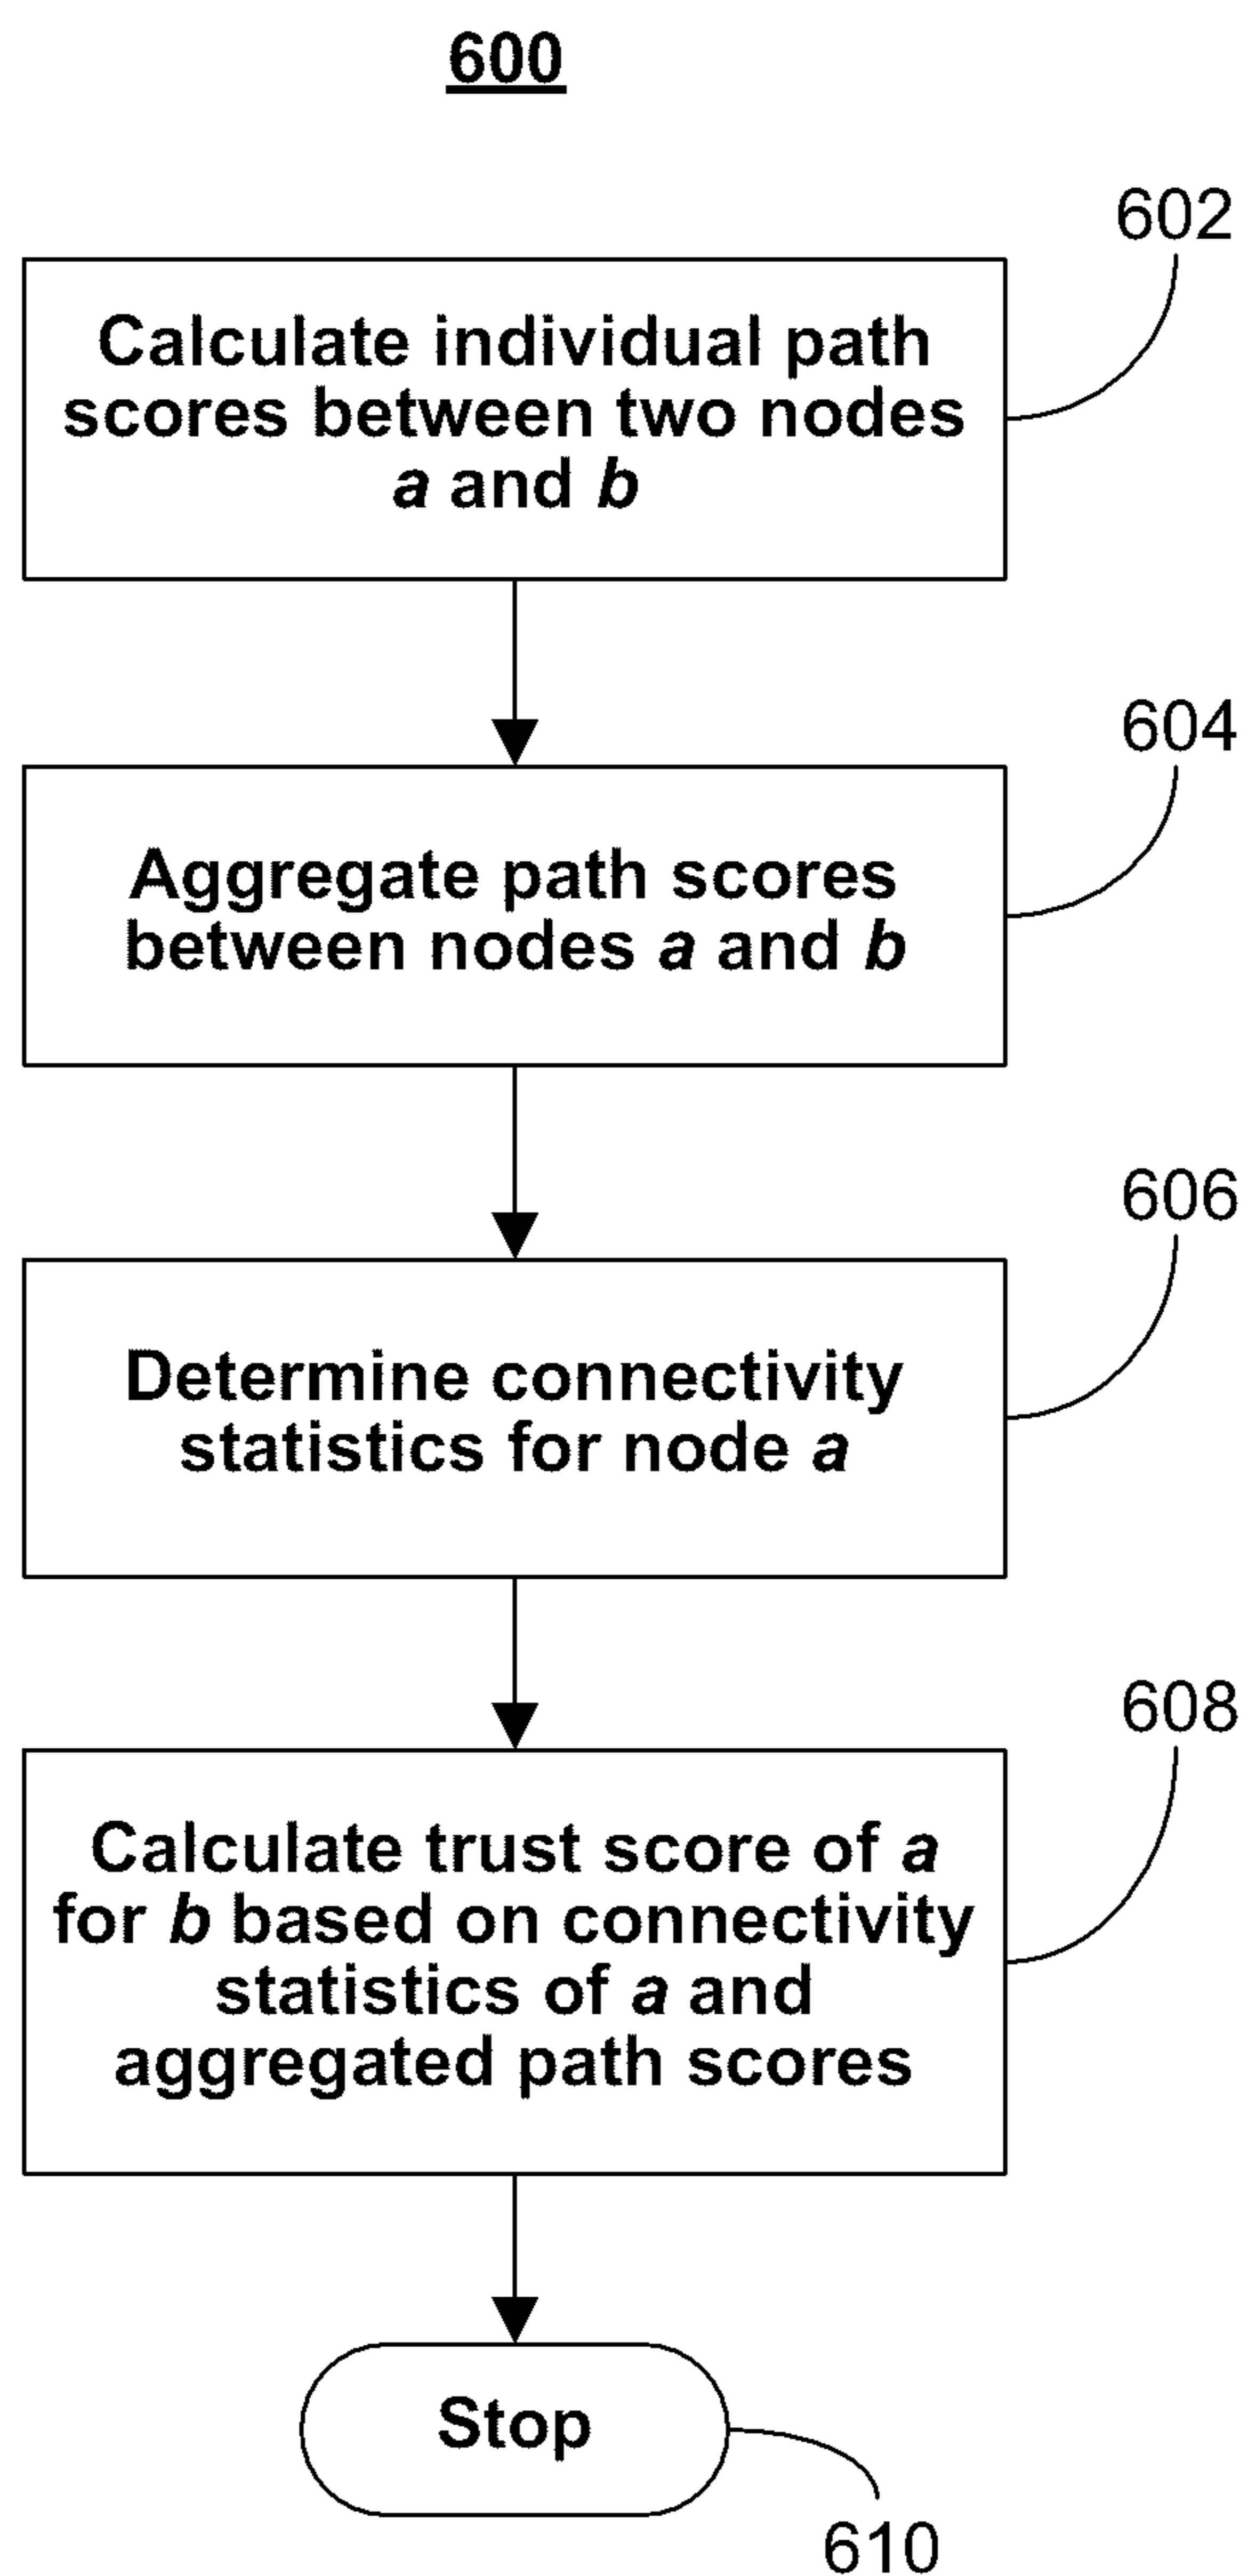 600
602
Calculate individual path
scores between two nodes
a and b
604
Aggregate path scores
between nodes a and b
606
Determine connectivity
statistics for node a
608
Calculate trust score of a
for b based on connectivity
statistics of a and
aggregated path scores
Stop
610